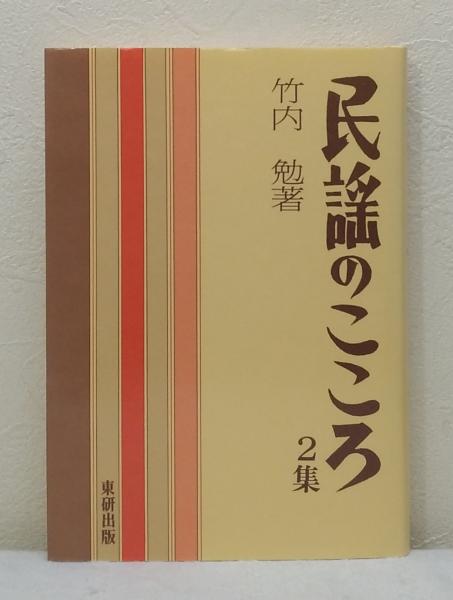 民謡のこころ
2集
竹内 勉著
東研出版